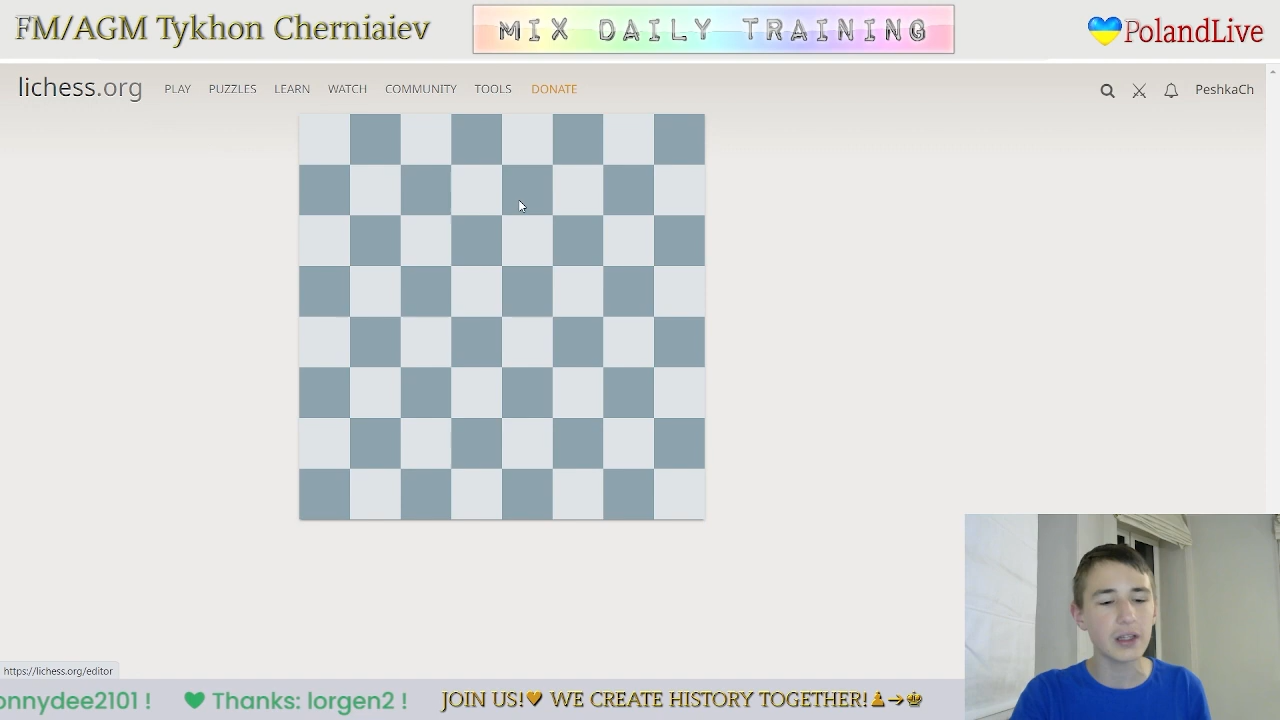 FM/AGM Tykhon Cherniaiev
MIX DAILY TRAINING
PolandLive
lichess.org PLAY PUZZLES LEARN WATCH COMMUNITY TOOLS DONATE PeshkaCh
https://lichess.org/editor
onnydee2101 ! Thanks: lorgen2 ! JOIN US! WE CREATE HISTORY TOGETHER!